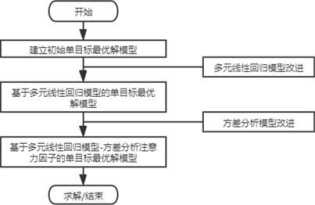 开始
建立初始单目标最优解模型
多元线性回归模型改进
基于多元线性回归模型的单目标最优
解模型
方差分析模型改进
基于多元线性回归模型-方差分析注意
力因子的单目标最优解模型
求解/结束